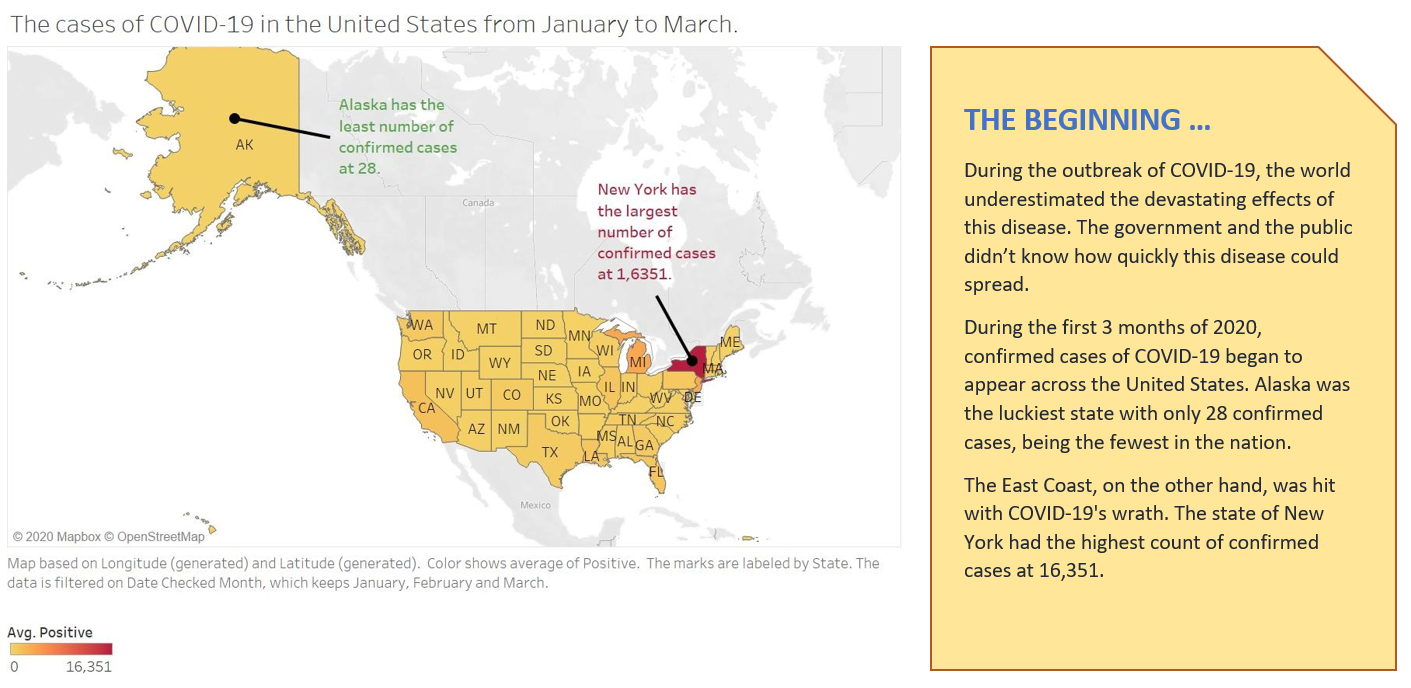 The cases of COVID-19 in the United States from January to March.
Alaska has the
least number of
confirmed cases
at 28.
AK
New York has
the largest
number of
confirmed cases
at 1,6351.
Canada
WA
MT
ND
MN
OR
ID
WY
SD
WI
MI
ME
MA
NE
IA
NV
UT
CO
KS
MO
IL
IN
WV
DE
CA
AZ
NM
OK
TN
NC
TX
LA
MS
AL
GA
FL
Mexico
© 2020 Mapbox © OpenStreetMap
Map based on Longitude (generated) and Latitude (generated).  Color shows average of Positive.  The marks are labeled by State. The
data is filtered on Date Checked Month, which keeps January, February and March.
Avg. Positive
0
16,351
THE BEGINNING ...
During the outbreak of COVID-19, the world
underestimated the devastating effects of
this disease. The government and the public
didn’t know how quickly this disease could
spread.
During the first 3 months of 2020,
confirmed cases of COVID-19 began to
appear across the United States. Alaska was
the luckiest state with only 28 confirmed
cases, being the fewest in the nation.
The East Coast, on the other hand, was hit
with COVID-19's wrath. The state of New
York had the highest count of confirmed
cases at 16,351.